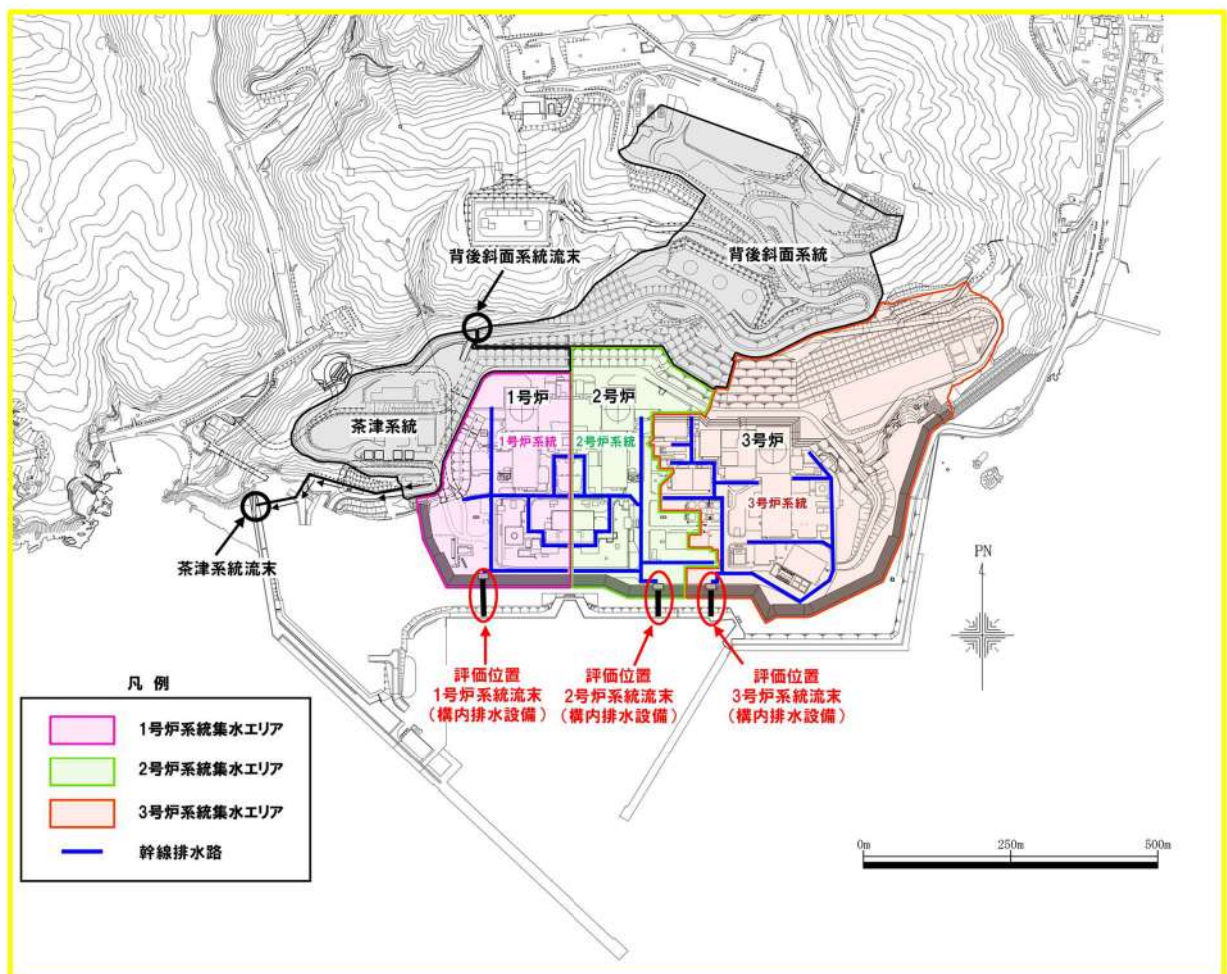 背後斜面系統流末
背後斜面系統
1号炉
2号炉
3号炉
茶津系統
1号炉系統
2号炉系統
3号炉系統
茶津系統流末
PN
評価位置
1号炉系統流末
（構内排水設備）
評価位置
2号炉系統流末
（構内排水設備）
評価位置
3号炉系統流末
（構内排水設備）
凡 例
1号炉系統集水エリア
2号炉系統集水エリア
3号炉系統集水エリア
幹線排水路
0m
250m
500m